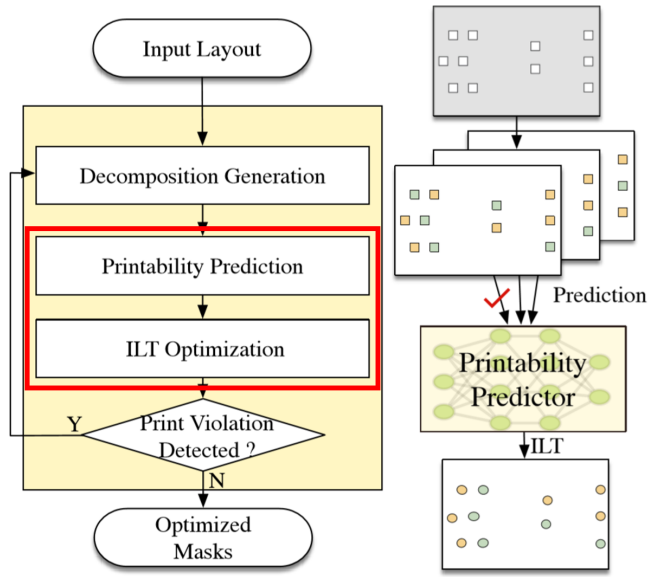 Input Layout
Decomposition Generation
Printability Prediction
ILT Optimization
Print Violation
Detected ?
Y
N
Optimized
Masks
Prediction
Printability
Predictor
ILT